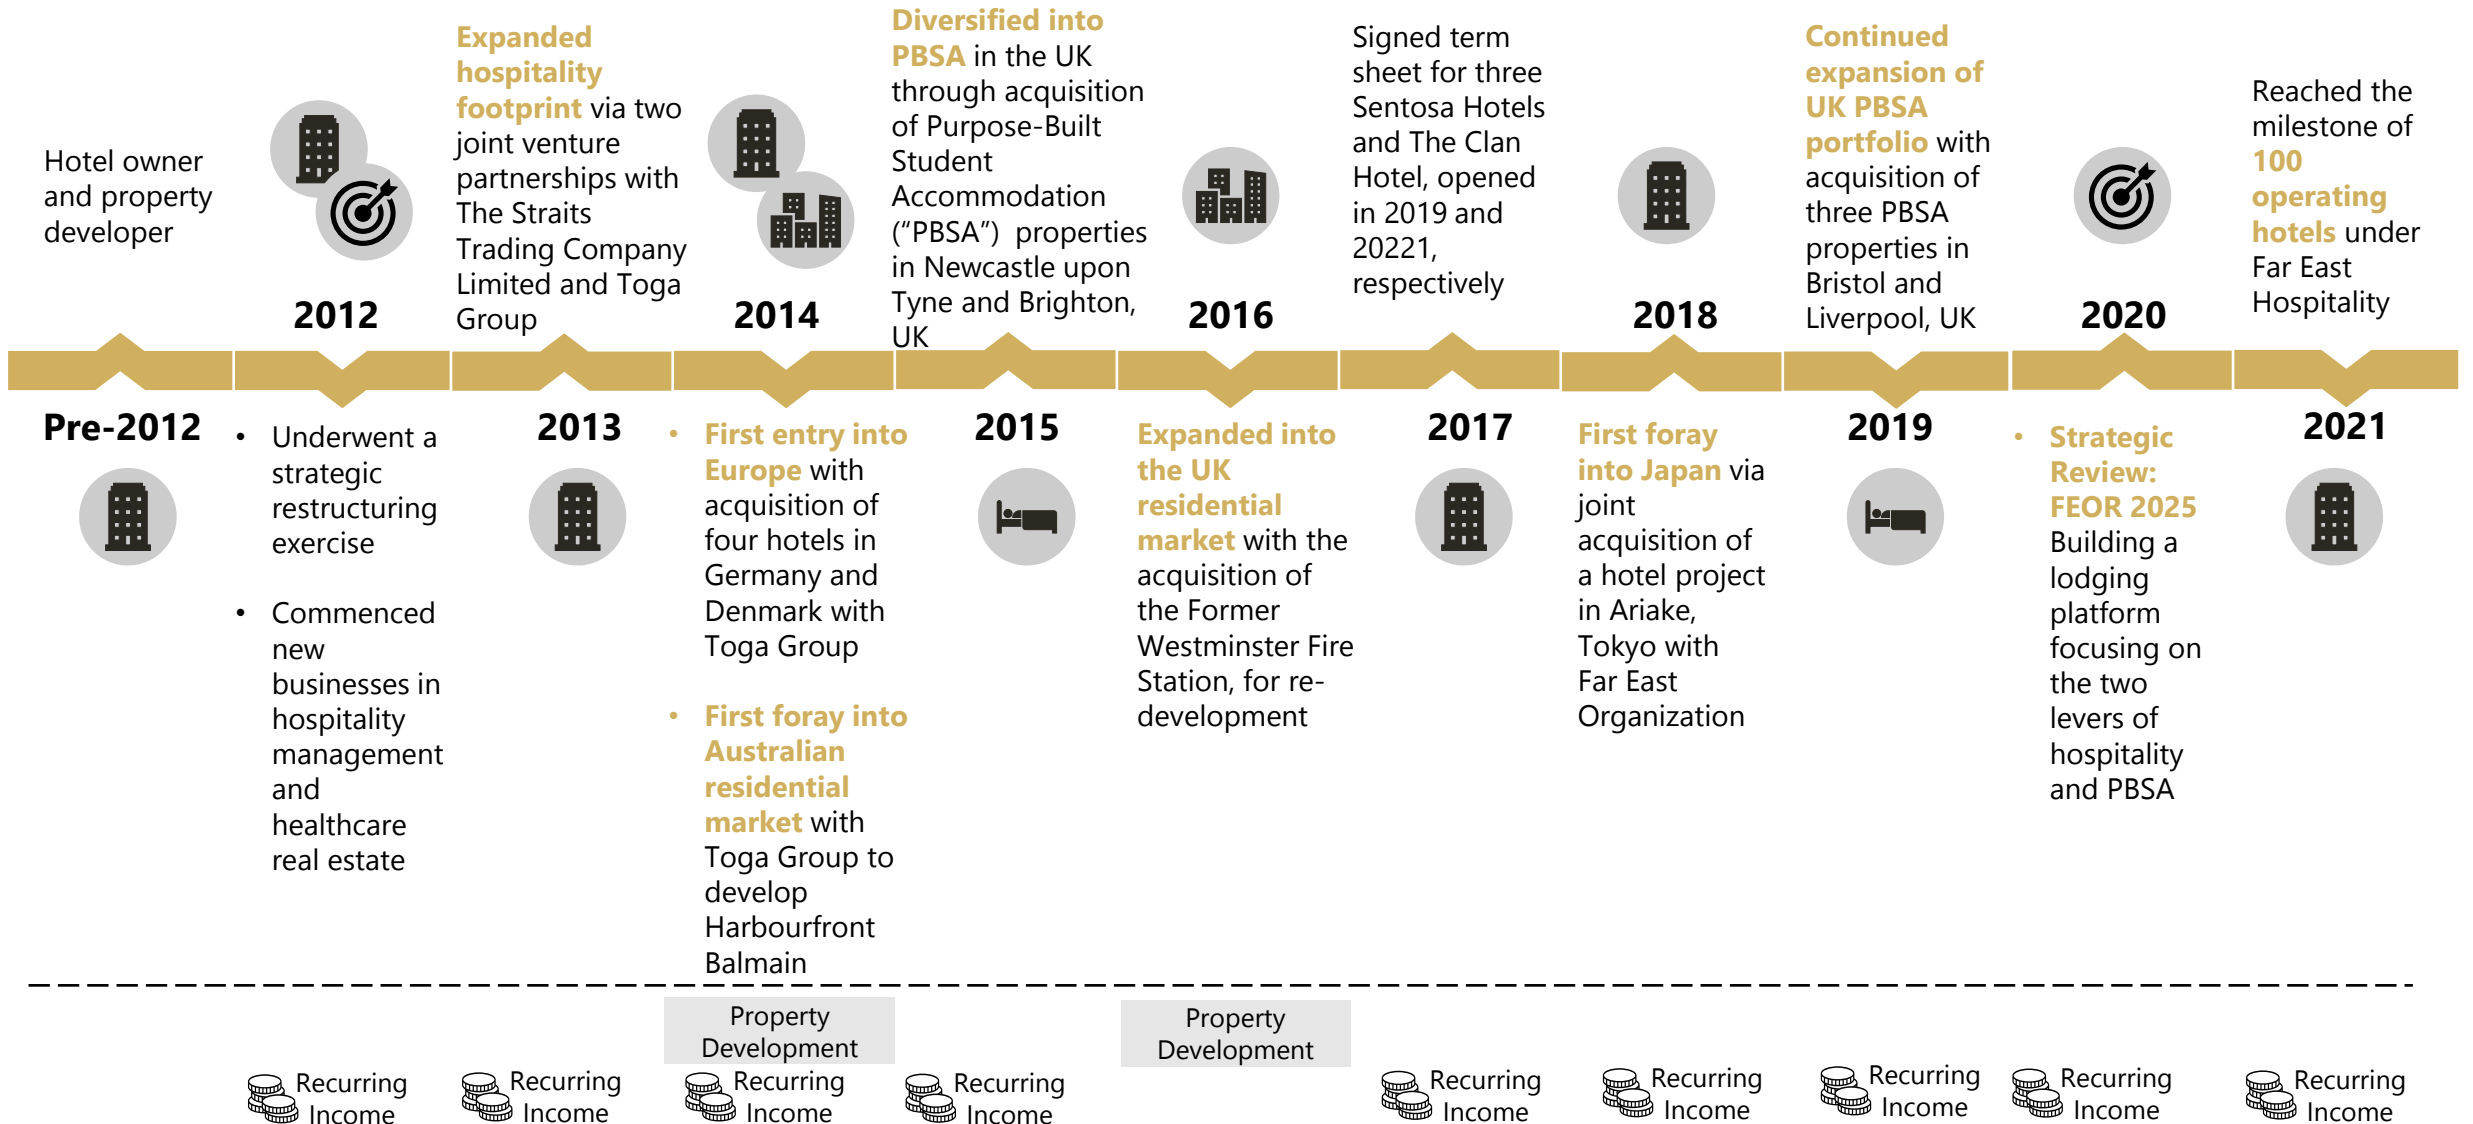 Hotel owner
and property
developer
Pre-2012
2012
• Underwent a
strategic
restructuring
exercise
• Commenced
new
businesses in
hospitality
management
and
healthcare
real estate
Recurring
Income
Expanded
hospitality
footprint via two
joint venture
partnerships with
The Straits
Trading Company
Limited and Toga
Group
2013
Recurring
Income
2014
• First entry into
Europe with
acquisition of
four hotels in
Germany and
Denmark with
Toga Group
• First foray into
Australian
residential
market with
Toga Group to
develop
Harbourfront
Balmain
Property
Development
Recurring
Income
Diversified into
PBSA in the UK
through acquisition
of Purpose-Built
Student
Accommodation
(“PBSA”) properties
in Newcastle upon
Tyne and Brighton,
UK
2015
Recurring
Income
2016
Expanded into
the UK
residential
market with the
acquisition of
the Former
Westminster Fire
Station, for re-
development
Property
Development
Signed term
sheet for three
Sentosa Hotels
and The Clan
Hotel, opened
in 2019 and
20221,
respectively
2017
Recurring
Income
2018
First foray
into Japan via
joint
acquisition of
a hotel project
in Ariake,
Tokyo with
Far East
Organization
Recurring
Income
Continued
expansion of
UK PBSA
portfolio with
acquisition of
three PBSA
properties in
Bristol and
Liverpool, UK
2019
Recurring
Income
2020
• Strategic
Review:
FEOR 2025
Building a
lodging
platform
focusing on
the two
levers of
hospitality
and PBSA
Recurring
Income
Reached the
milestone of
100
operating
hotels under
Far East
Hospitality
2021
Recurring
Income